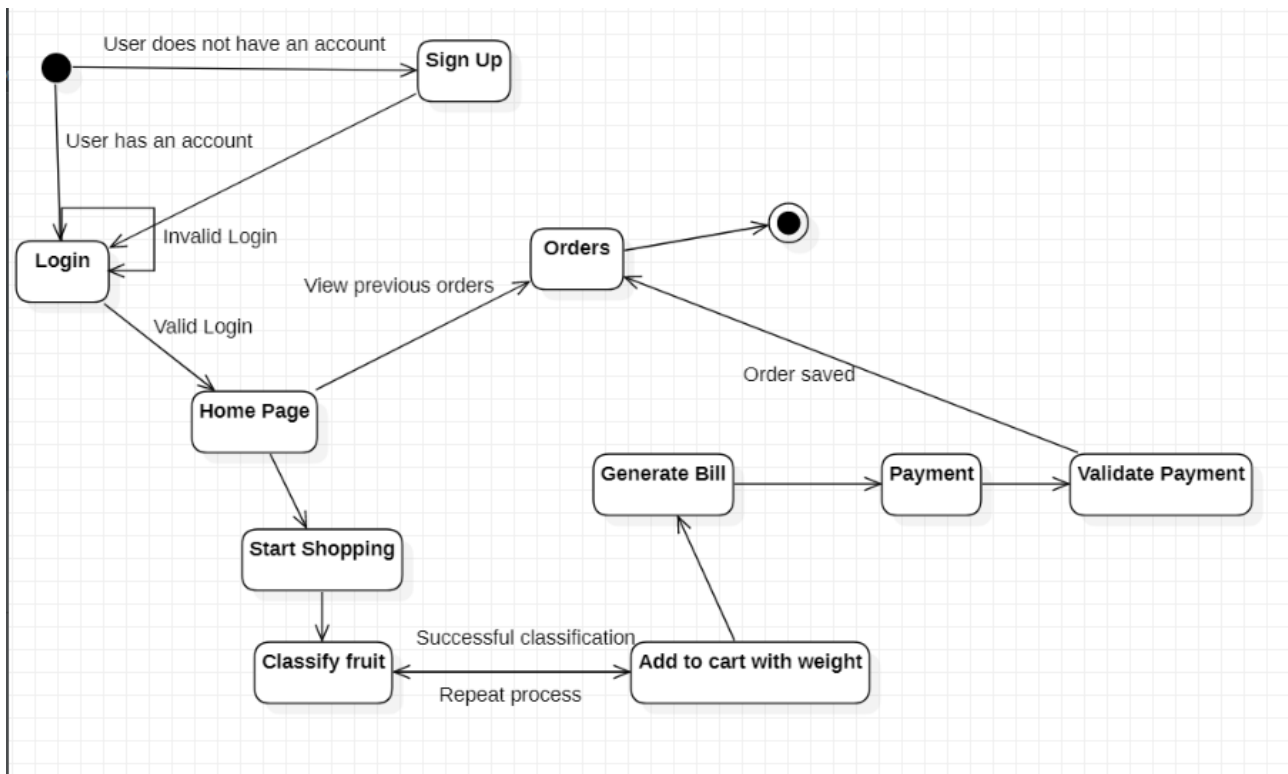 User does not have an account
Sign Up
User has an account
Invalid Login
Login
Orders
View previous orders
Valid Login
Order saved
Home Page
Generate Bill
Payment
Validate Payment
Start Shopping
Successful classification
Classify fruit
Add to cart with weight
Repeat process